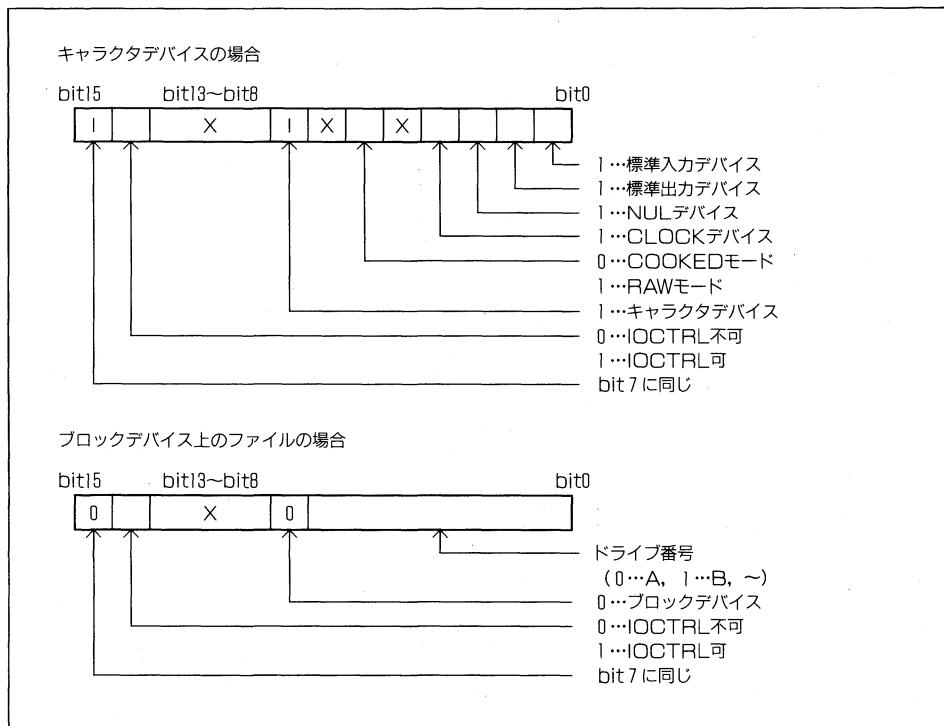 キャラクタデバイスの場合
bit15 bit13～bit8 bit0
1 X 1 X X
1…標準入力デバイス
1…標準出力デバイス
1…NULデバイス
1…CLOCKデバイス
0…COOKEDモード
1…RAWモード
1…キャラクタデバイス
0…IOCTRL不可
1…IOCTRL可
bit7に同じ
ブロックデバイス上のファイルの場合
bit15 bit13～bit8 bit0
0 X 0
ドライブ番号
（0…A，1…B，～）
0…ブロックデバイス
0…IOCTRL不可
1…IOCTRL可
bit7に同じ